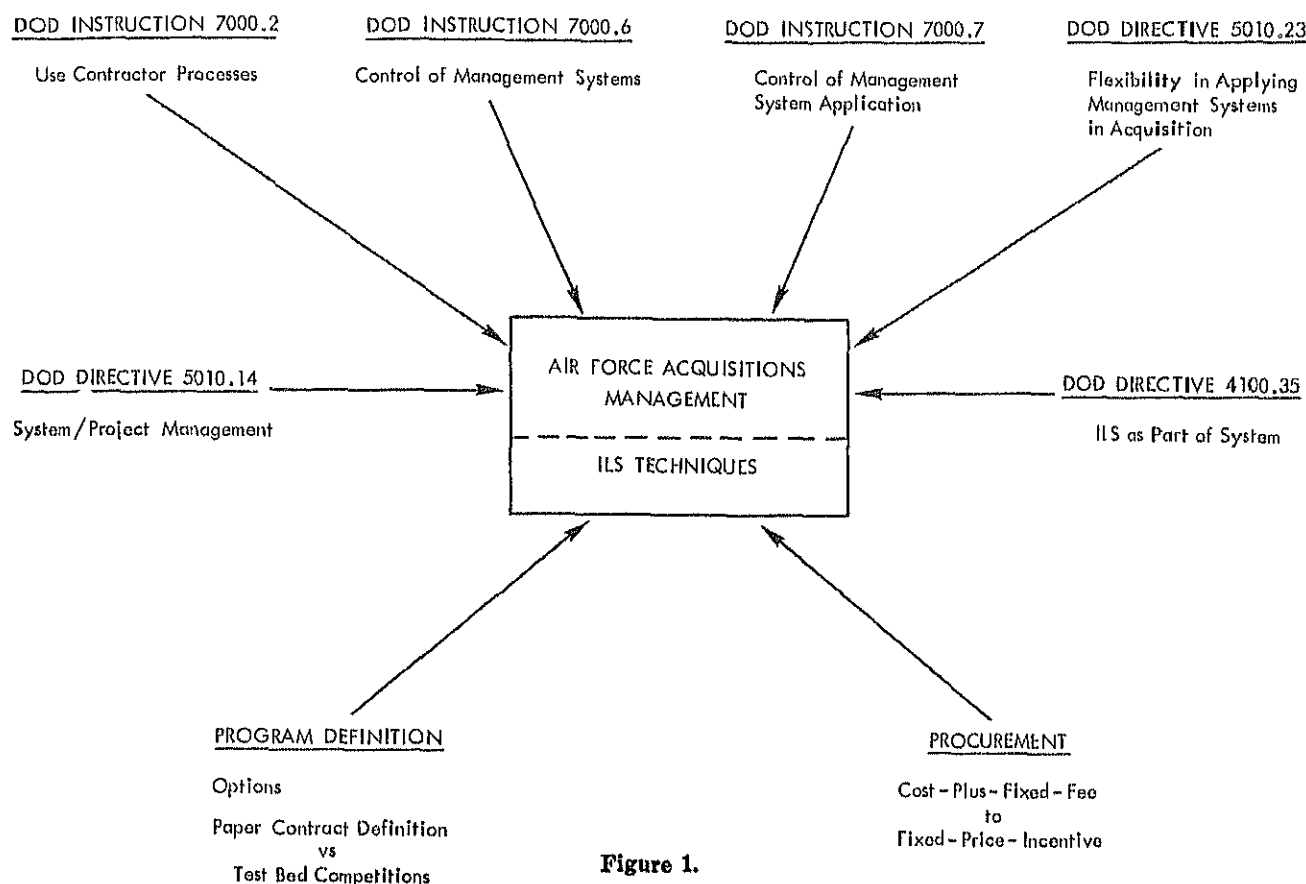 DOD INSTRUCTION 7000.2
Use Contractor Processes
DOD INSTRUCTION 7000.6
Control of Management Systems
DOD INSTRUCTION 7000.7
Control of Management
System Application
DOD DIRECTIVE 5010.23
Flexibility in Applying
Management Systems
in Acquisition
DOD DIRECTIVE 5010.14
System/Project Management
AIR FORCE ACQUISITIONS
MANAGEMENT
ILS TECHNIQUES
DOD DIRECTIVE 4100.35
ILS as Part of System
PROGRAM DEFINITION
Options
Paper Contract Definition
vs
Test Bed Competitions
PROCUREMENT
Cost-Plus-Fixed-Fee
to
Fixed-Price-Incentive
Figure 1.